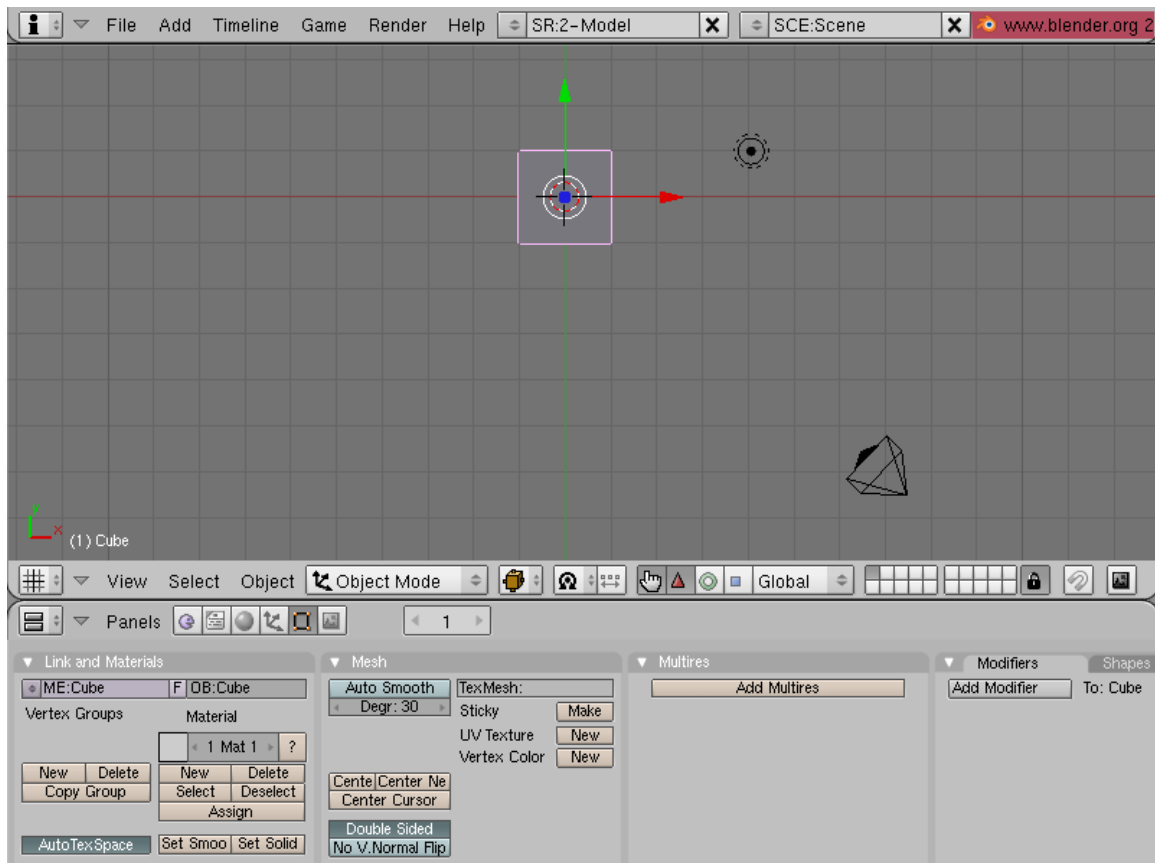 File Add Timeline Game Render Help SR:2-Model SCE:Scene www.blender.org 2
y
x
(1) Cube
View Select Object Object Mode Global
Panels 1
Link and Materials Mesh Multires Modifiers Shapes
ME:Cube F OB:Cube Auto Smooth TexMesh: Add Multires Add Modifier To: Cube
Degr: 30 Sticky Make
Vertex Groups Material
UV Texture New
1 Mat 1 ? Vertex Color New
New Delete New Delete
Cente Center Ne
Copy Group Select Deselect Center Cursor
Assign
Double Sided
AutoTexSpace Set Smoo Set Solid No V.Normal Flip